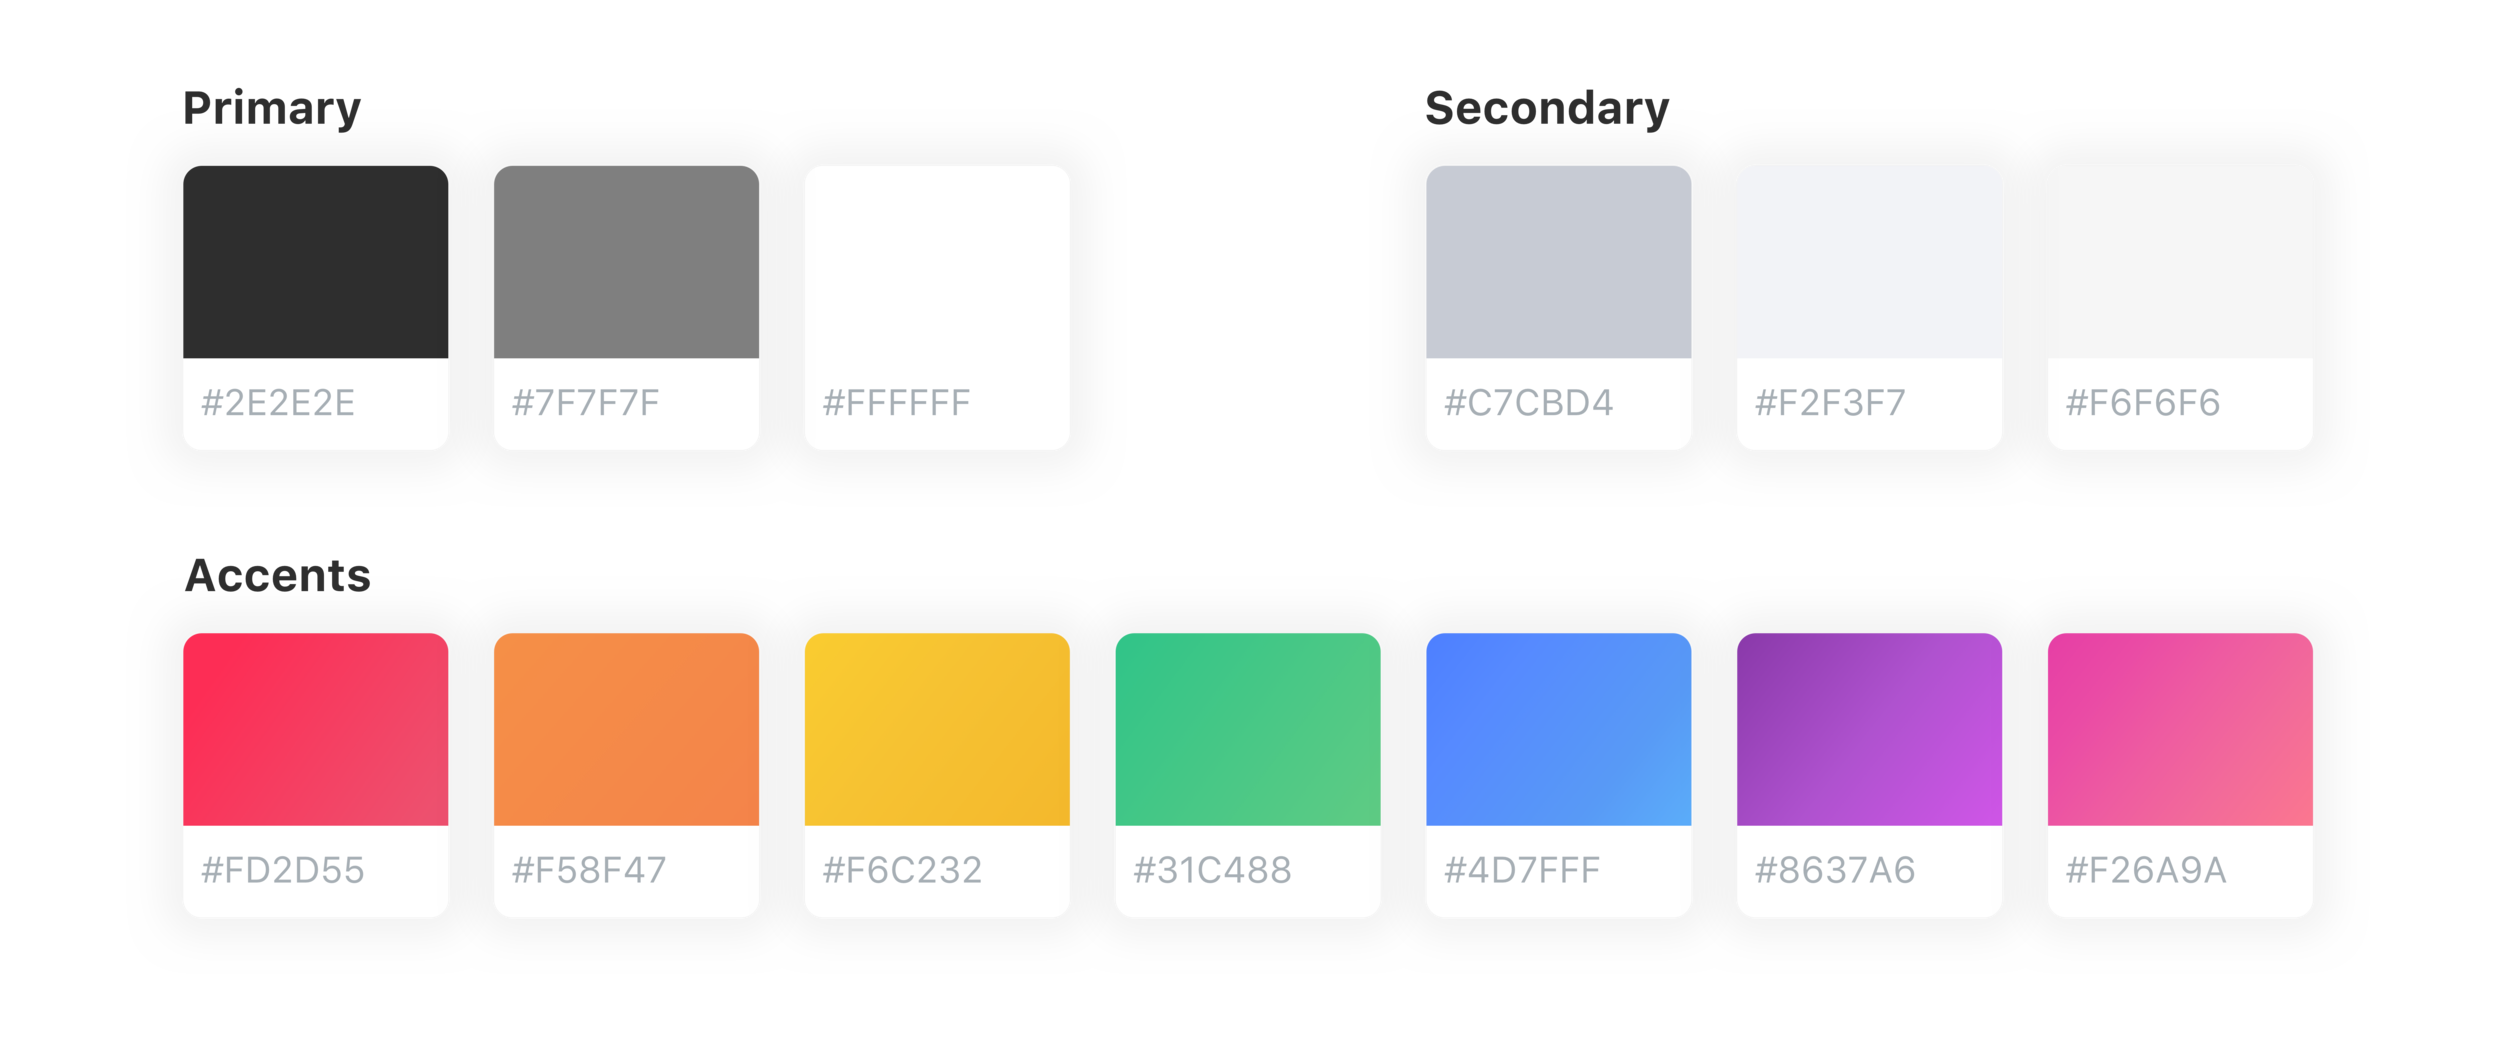 Primary
#2E2E2E
#7F7F7F
#FFFFFF
Secondary
#C7CBD4
#F2F3F7
#F6F6F6
Accents
#FD2D55
#F58F47
#F6C232
#31C488
#4D7FFF
#8637A6
#F26A9A